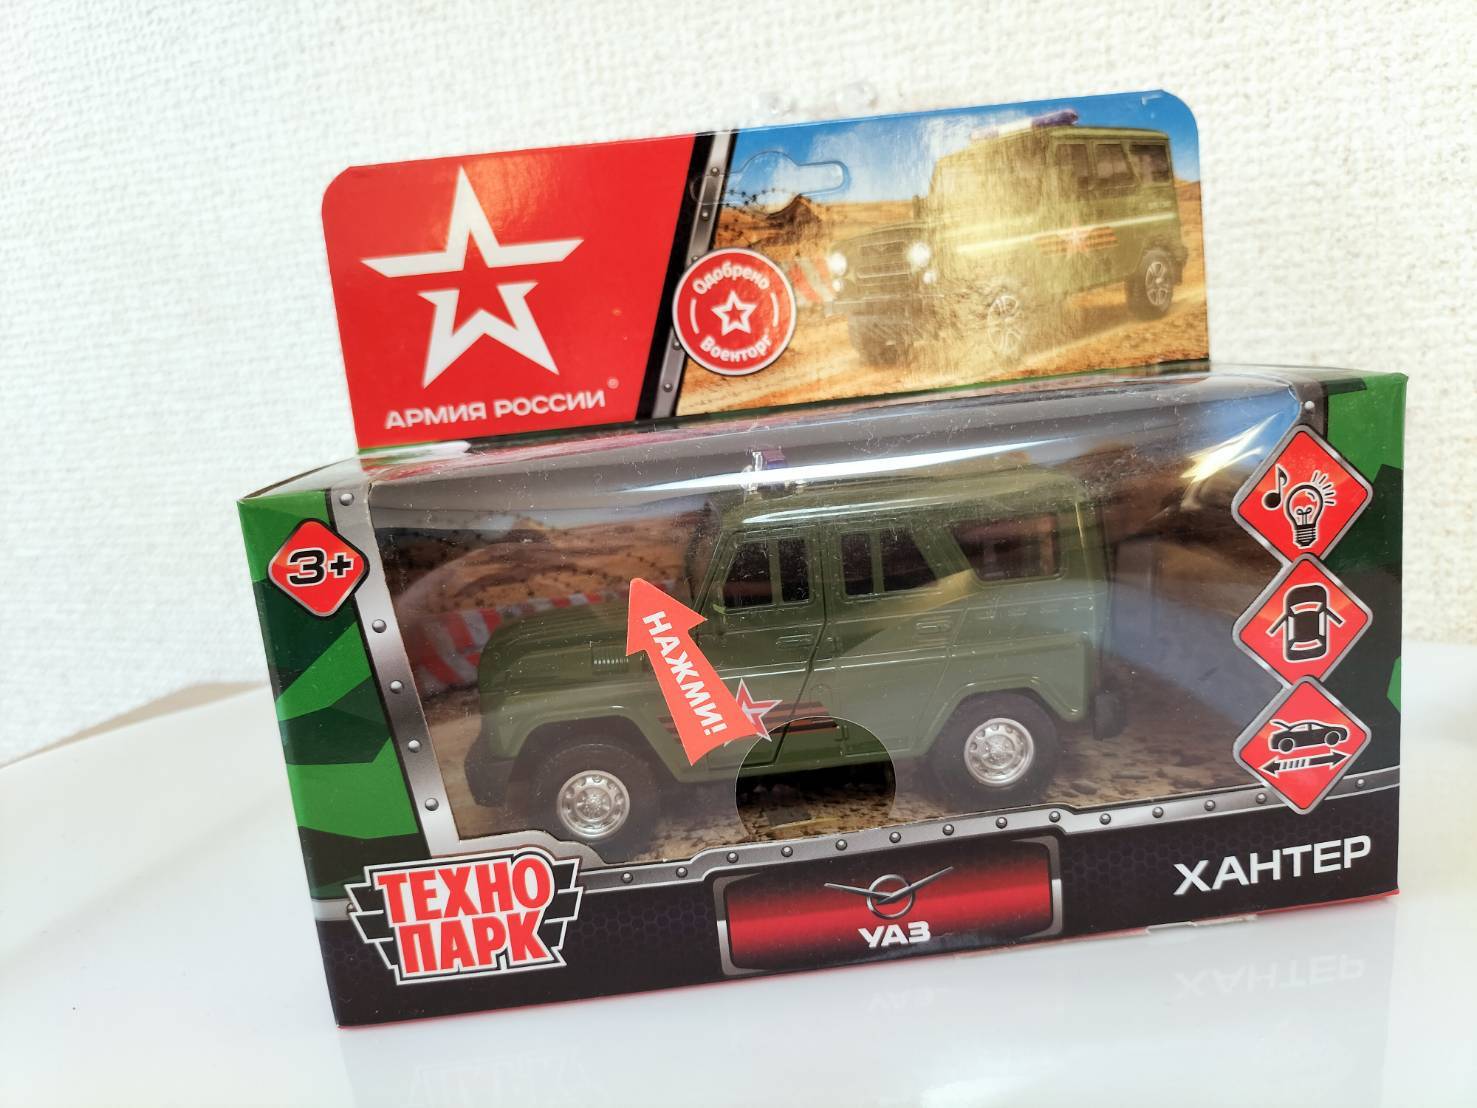 АРМИЯ РОССИИ®
Одобрено
Военторг
3+
НАЖМИ!
ТЕХНО
ПАРК
УАЗ
ХАНТЕР